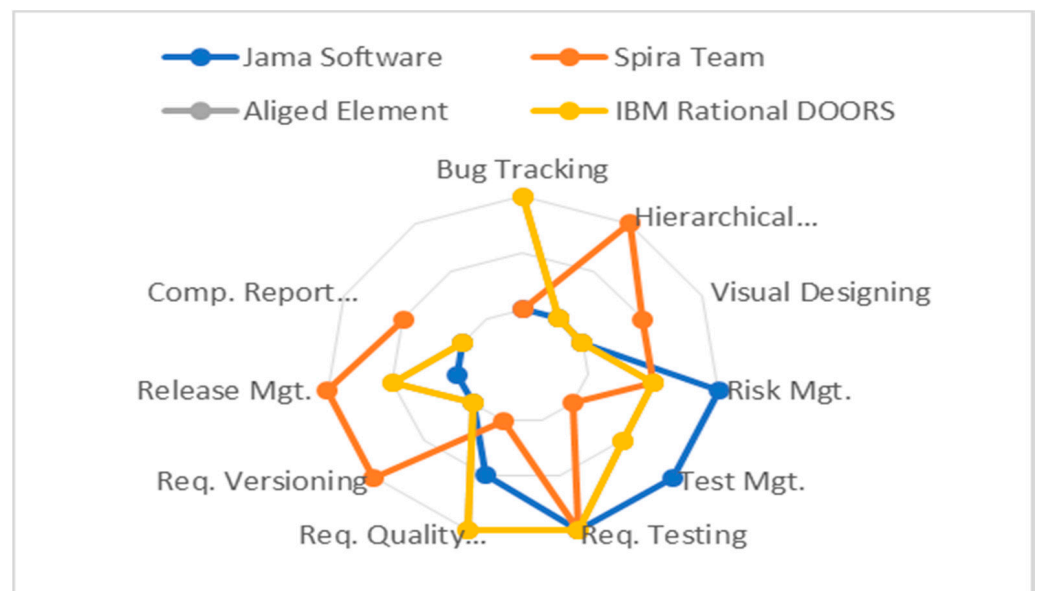 Jama Software
Spira Team
Aliged Element
IBM Rational DOORS
Bug Tracking
Hierarchical...
Comp. Report...
Visual Designing
Release Mgt.
Risk Mgt.
Req. Versioning
Test Mgt.
Req. Quality...
Req. Testing